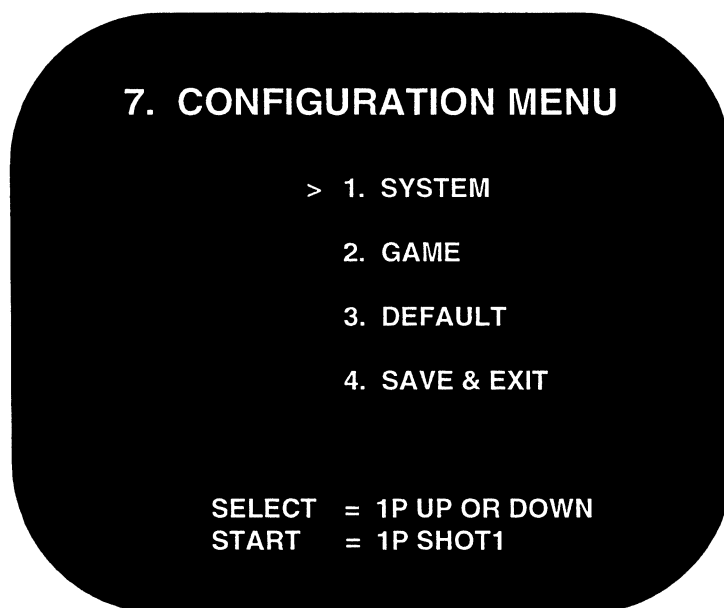 7. CONFIGURATION MENU
> 1. SYSTEM
2. GAME
3. DEFAULT
4. SAVE & EXIT
SELECT = 1P UP OR DOWN
START = 1P SHOT1